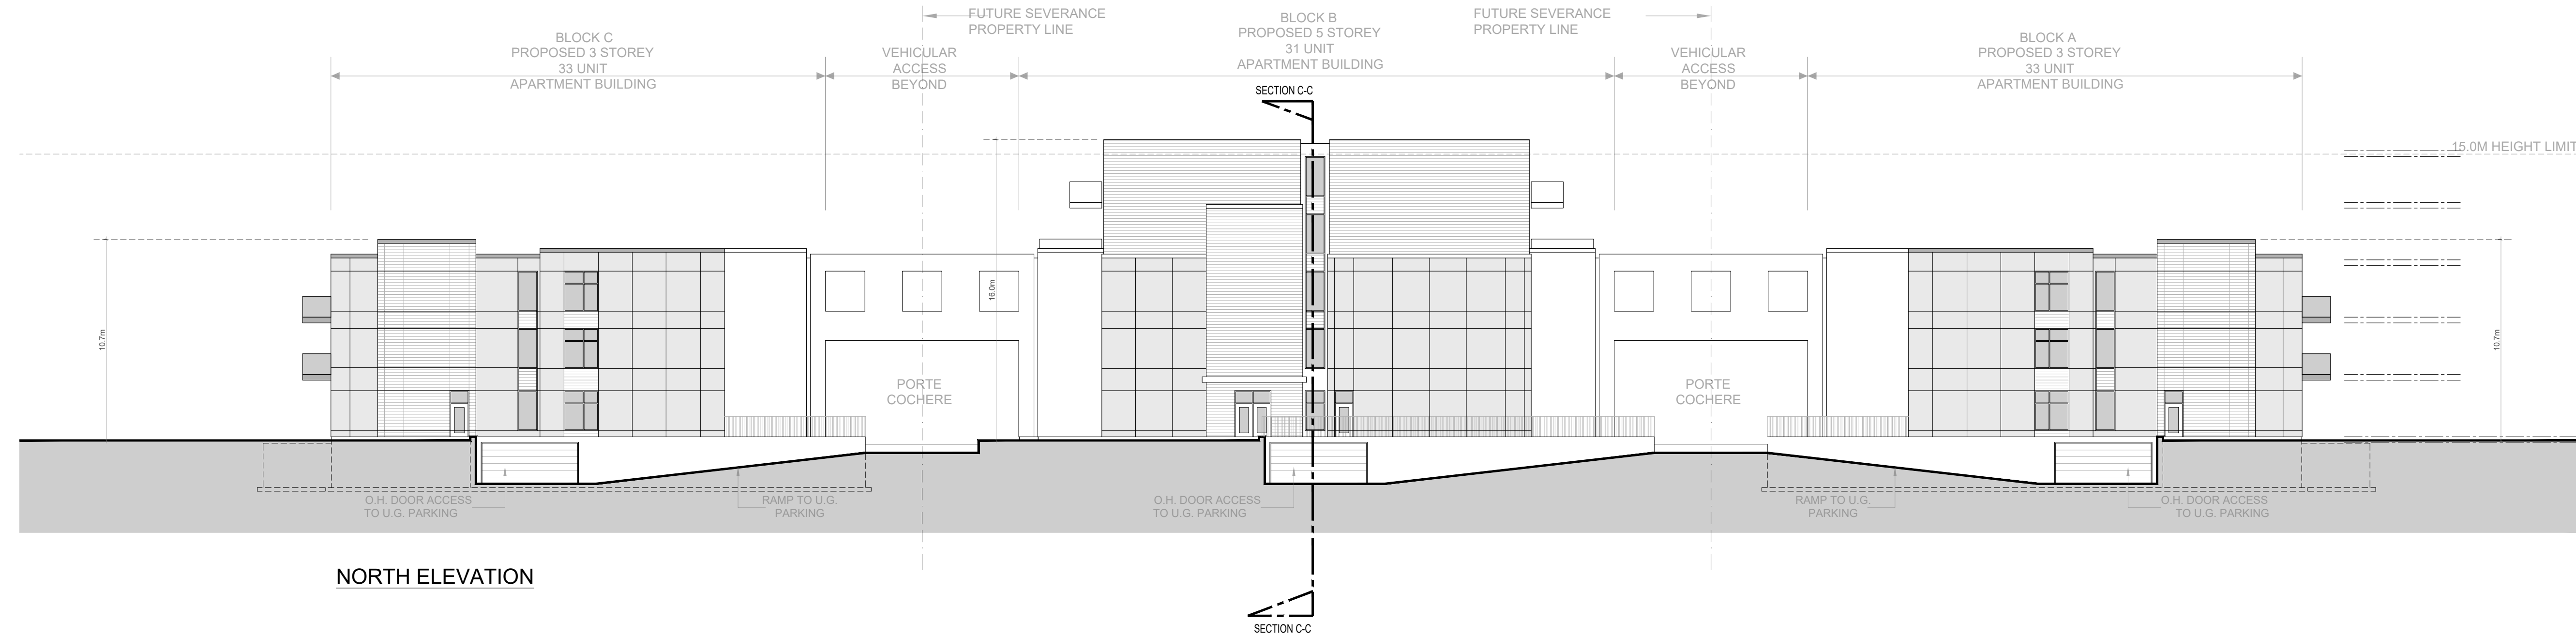 FUTURE SEVERANCE
PROPERTY LINE
BLOCK B
PROPOSED 5 STOREY
31 UNIT
APARTMENT BUILDING
FUTURE SEVERANCE
PROPERTY LINE
BLOCK C
PROPOSED 3 STOREY
33 UNIT
APARTMENT BUILDING
VEHICULAR
ACCESS
BEYOND
VEHICULAR
ACCESS
BEYOND
BLOCK A
PROPOSED 3 STOREY
33 UNIT
APARTMENT BUILDING
SECTION C-C
15.0M HEIGHT LIMIT
10.7m
16.0m
10.7m
PORTE
COCHERE
PORTE
COCHERE
O.H. DOOR ACCESS
TO U.G. PARKING
RAMP TO U.G.
PARKING
O.H. DOOR ACCESS
TO U.G. PARKING
RAMP TO U.G.
PARKING
O.H. DOOR ACCESS
TO U.G. PARKING
NORTH ELEVATION
SECTION C-C